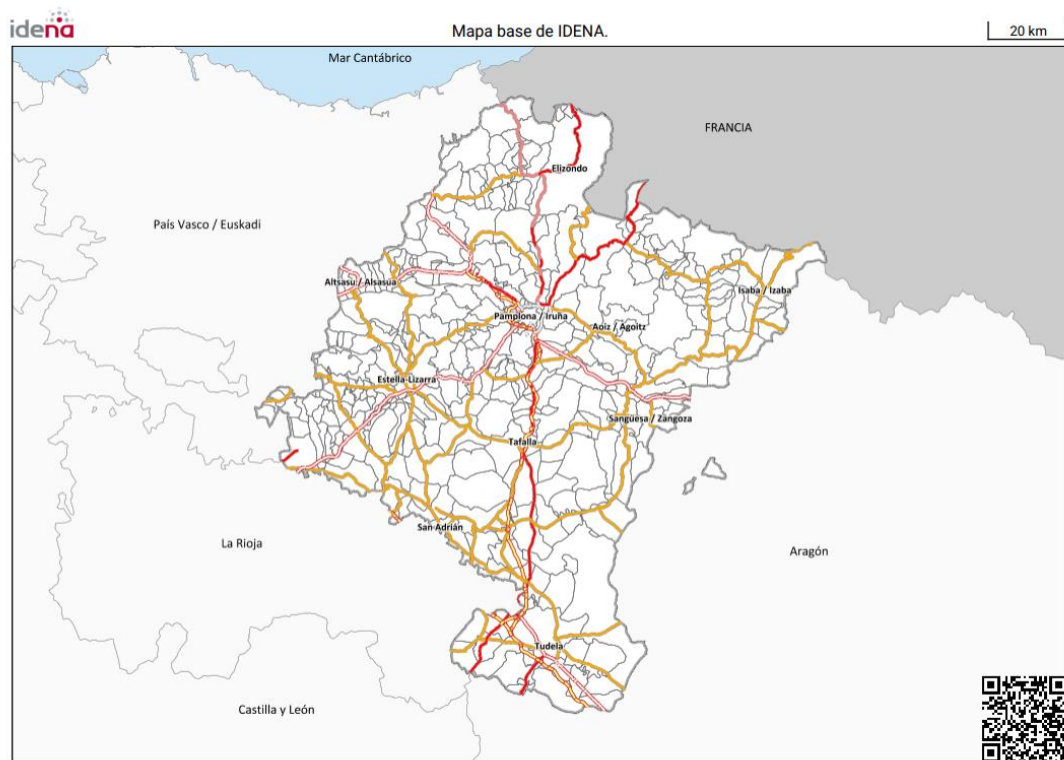 idena
Mapa base de IDENA.
20 km
Mar Cantábrico
FRANCIA
Elizondo
País Vasco / Euskadi
Altsasu / Alsasua
Isaba / Izaba
Pamplona / Iruña
Aoiz / Agoitz
Estella-Lizarra
Sangüesa / Zangoza
Tafalla
San Adrián
La Rioja
Aragón
Tudela
Castilla y León